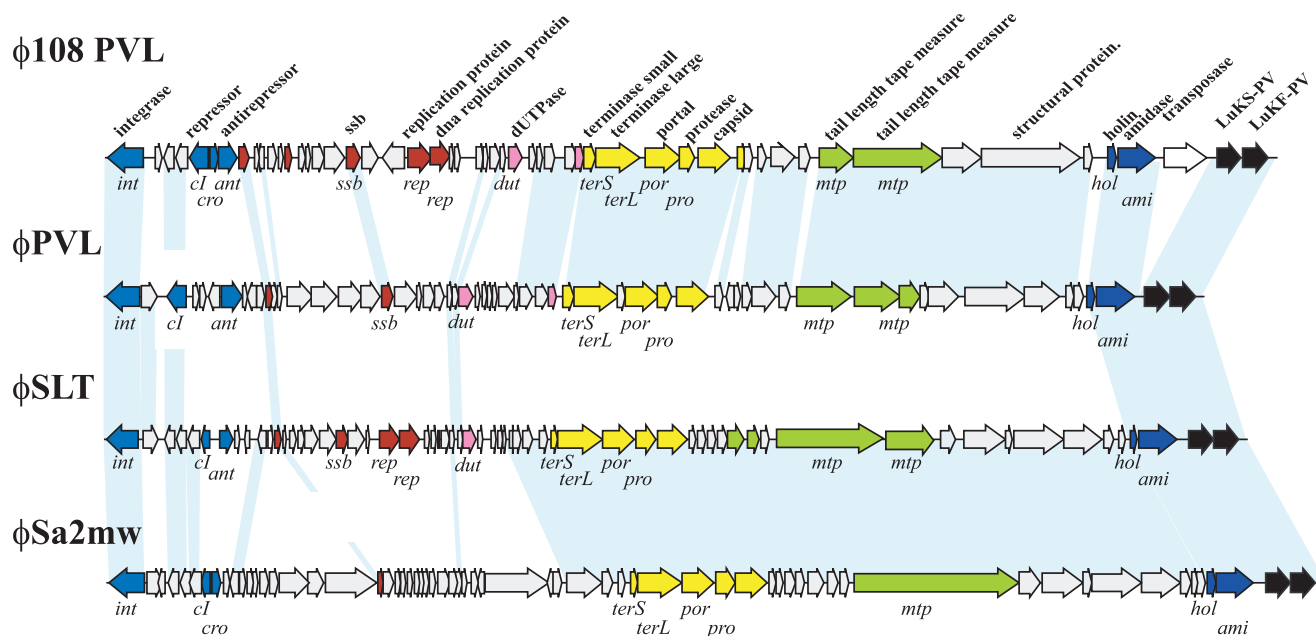 ϕ108 PVL
integrase repressor antirepressor ssb replication protein dna replication protein dUTPase terminase small terminase large portal protease capsid tail length tape measure tail length tape measure structural protein. holin amidase transposase LuKS-PV LuKF-PV
int cI ant ssb rep dut terS por mtp mtp hol
cro rep terL pro ami
ϕPVL
int cI ant ssb dut terS por mtp mtp hol
terL pro ami
ϕSLT
int cI ssb rep dut terS por mtp mtp hol
ant rep terL pro ami
ϕSa2mw
int cI terS por mtp hol
cro terL pro ami